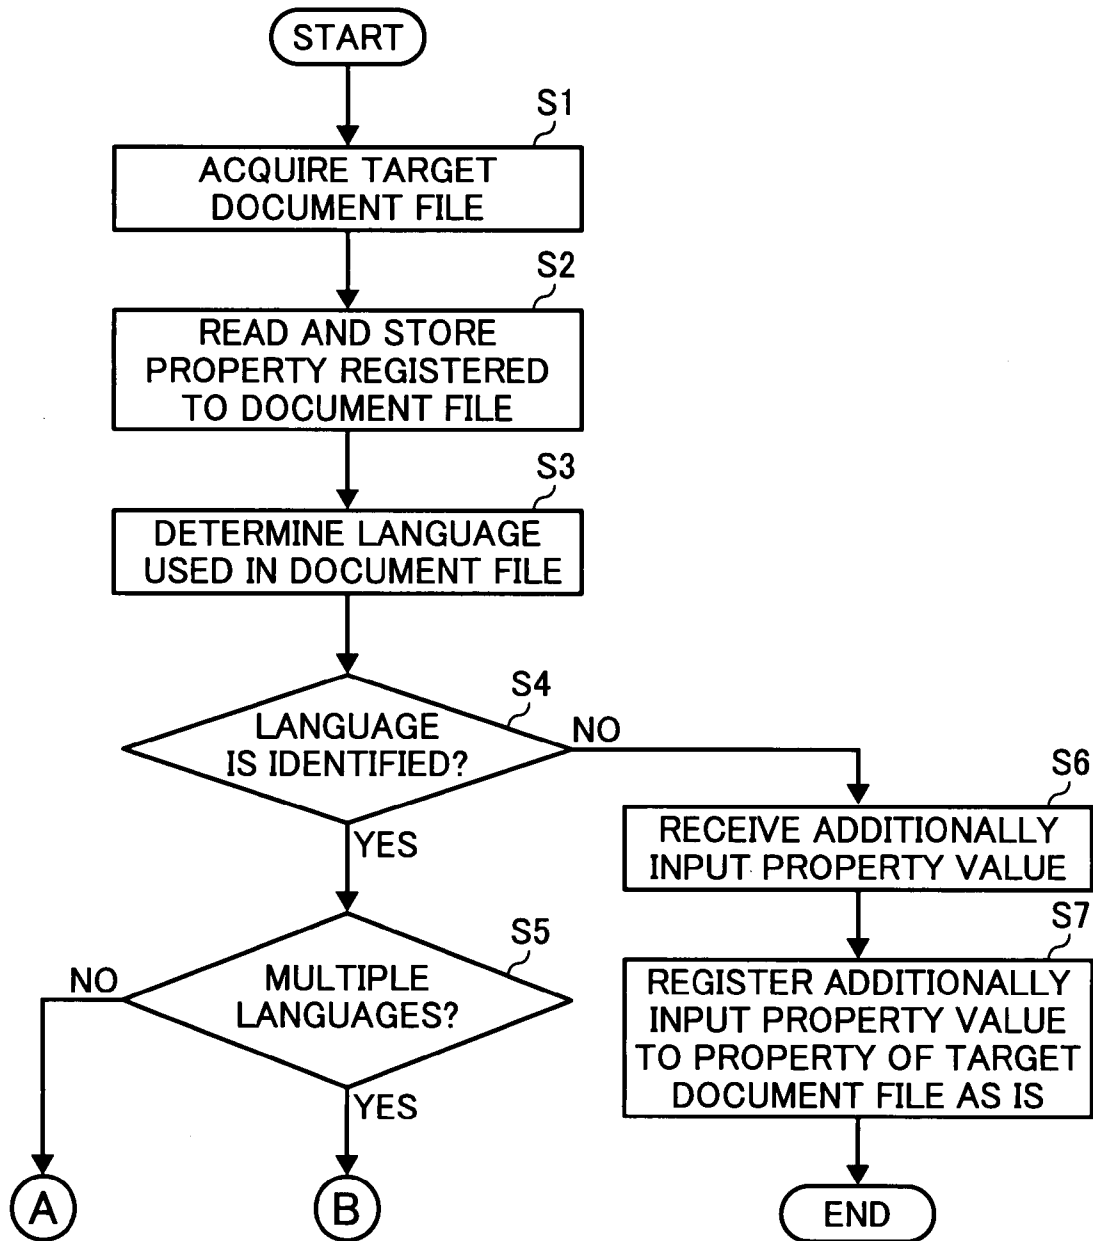 START
S1
ACQUIRE TARGET
DOCUMENT FILE
S2
READ AND STORE
PROPERTY REGISTERED
TO DOCUMENT FILE
S3
DETERMINE LANGUAGE
USED IN DOCUMENT FILE
S4
LANGUAGE
IS IDENTIFIED?
NO
YES
S6
RECEIVE ADDITIONALLY
INPUT PROPERTY VALUE
S5
MULTIPLE
LANGUAGES?
NO
YES
S7
REGISTER ADDITIONALLY
INPUT PROPERTY VALUE
TO PROPERTY OF TARGET
DOCUMENT FILE AS IS
A
B
END